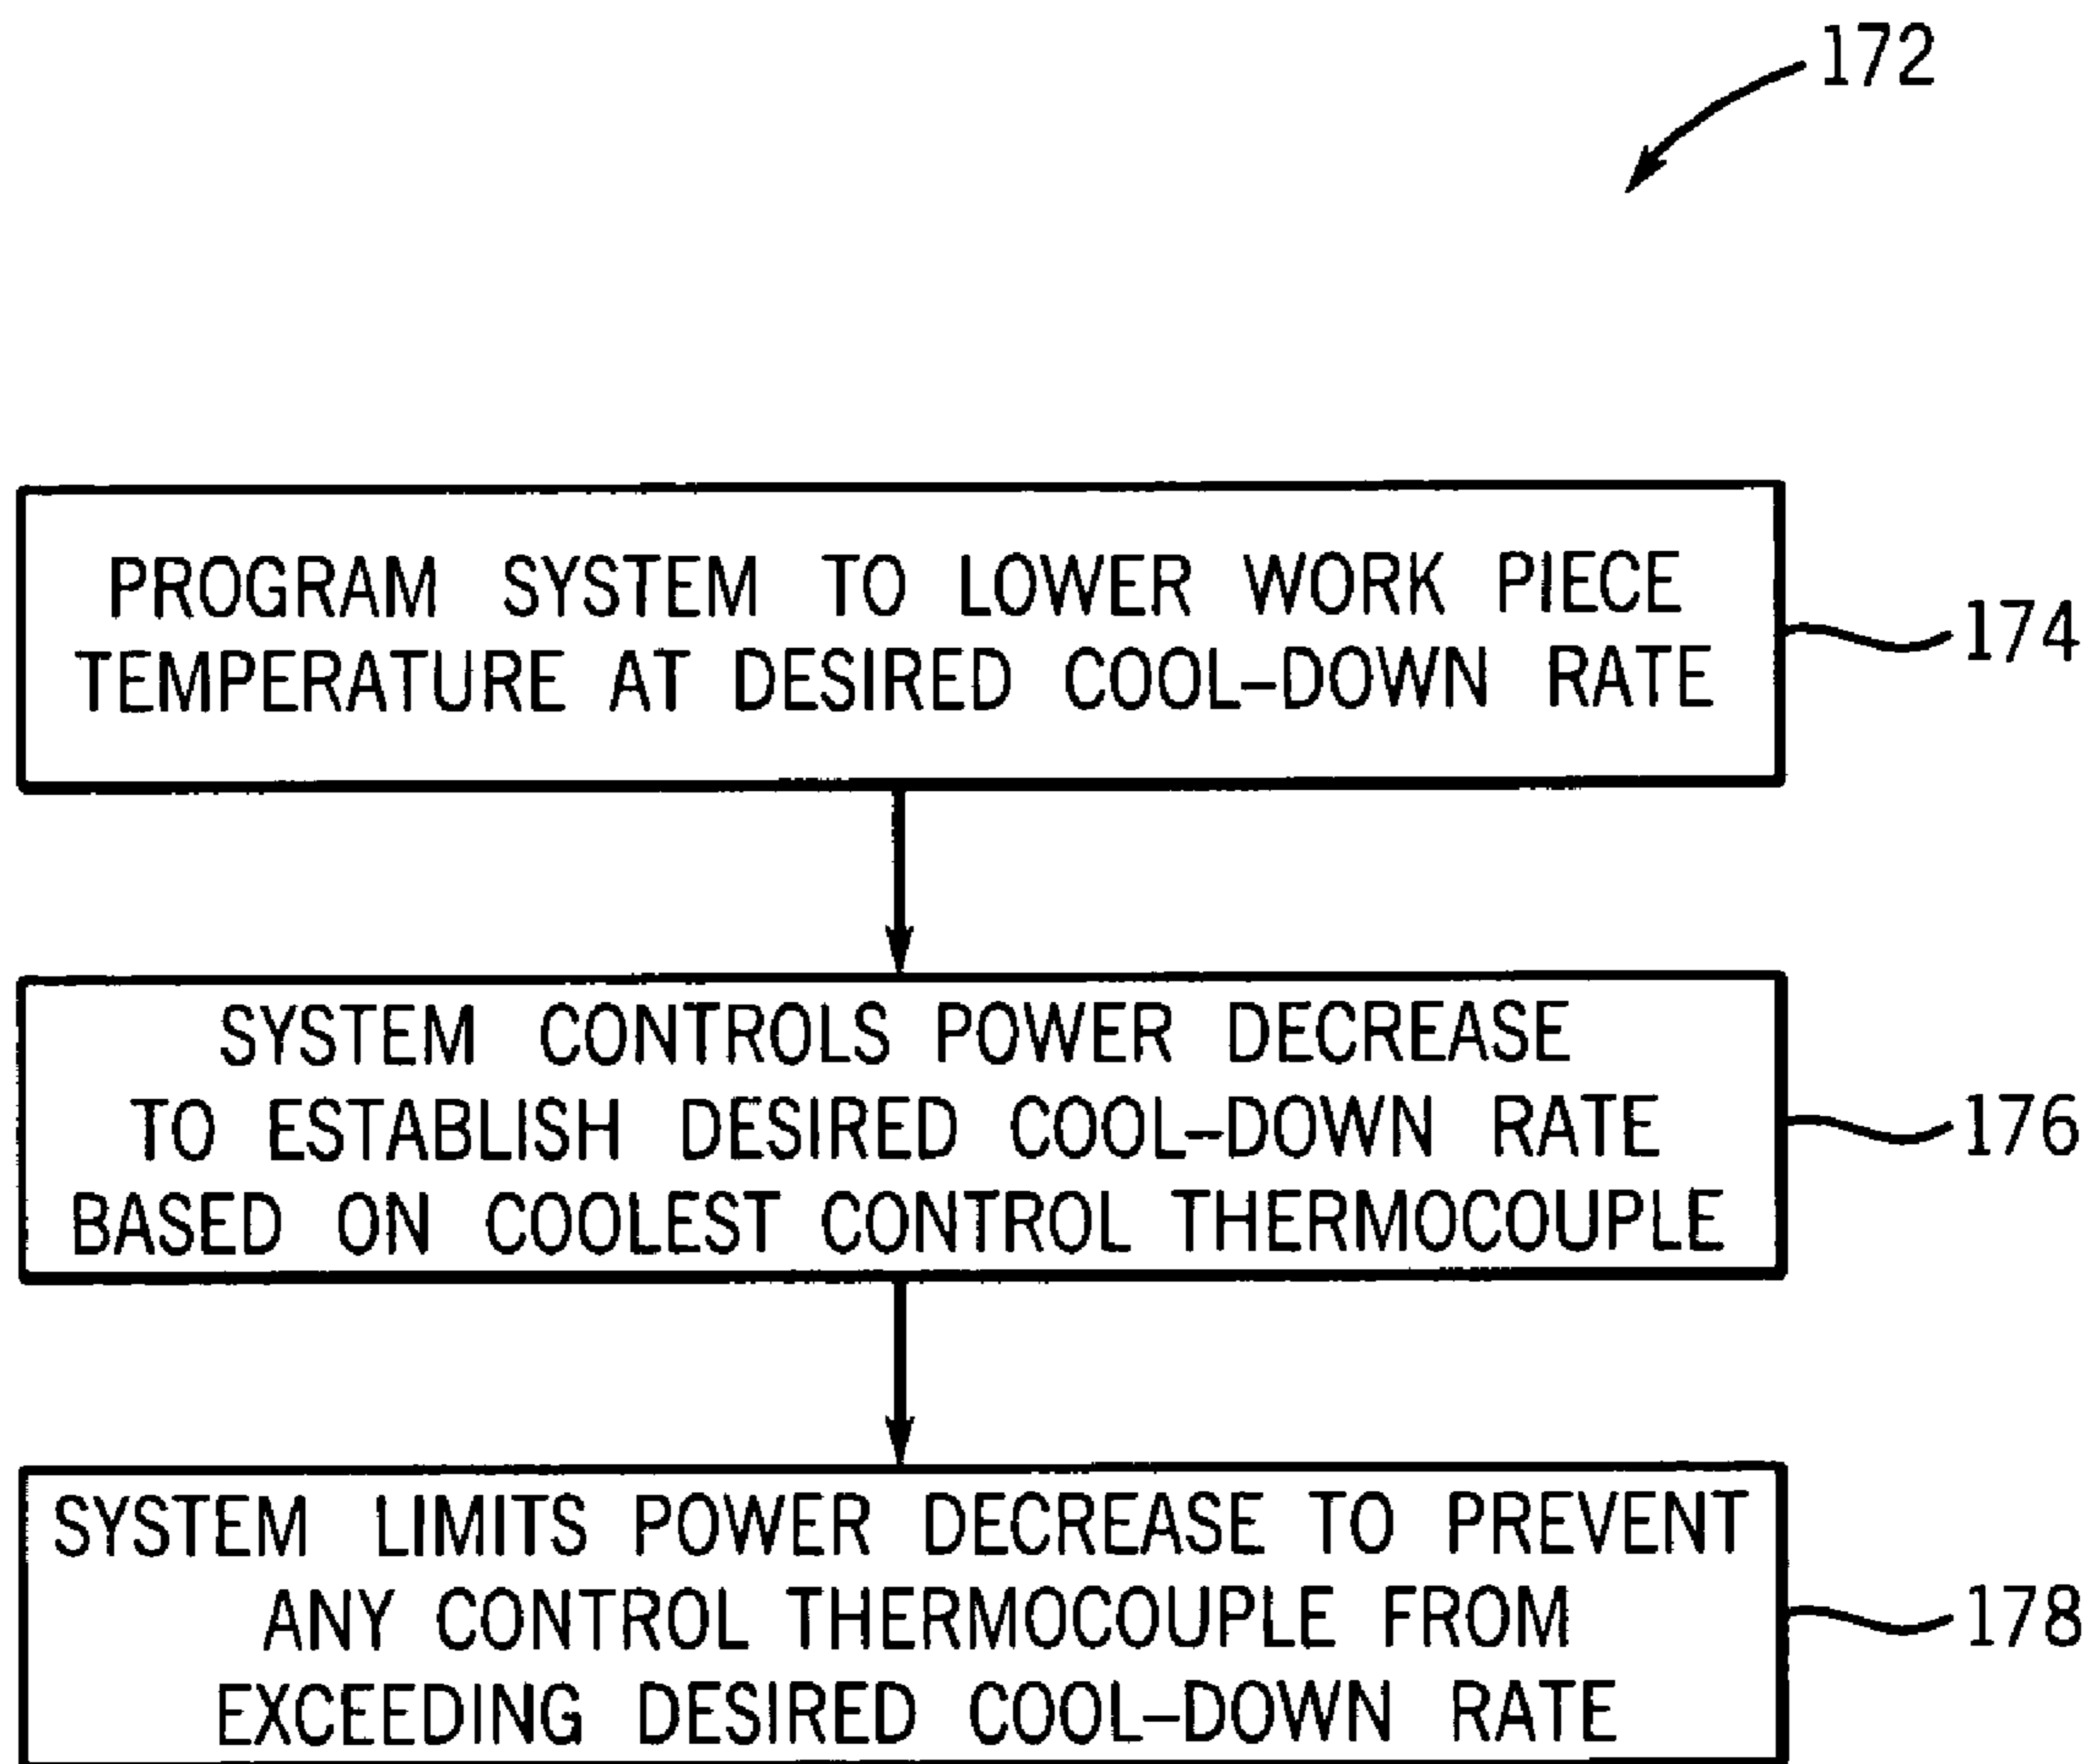 172
PROGRAM SYSTEM TO LOWER WORK PIECE
TEMPERATURE AT DESIRED COOL-DOWN RATE
174
SYSTEM CONTROLS POWER DECREASE
TO ESTABLISH DESIRED COOL-DOWN RATE
BASED ON COOLEST CONTROL THERMOCOUPLE
176
SYSTEM LIMITS POWER DECREASE TO PREVENT
ANY CONTROL THERMOCOUPLE FROM
EXCEEDING DESIRED COOL-DOWN RATE
178